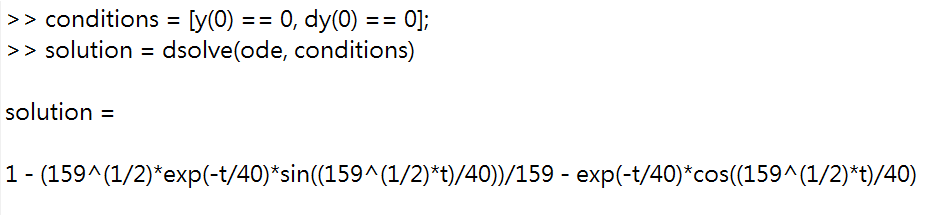 >> conditions = [y(0) == 0, dy(0) == 0];
>> solution = dsolve(ode, conditions)
solution =
1 - (159^(1/2)*exp(-t/40)*sin((159^(1/2)*t)/40))/159 - exp(-t/40)*cos((159^(1/2)*t)/40)